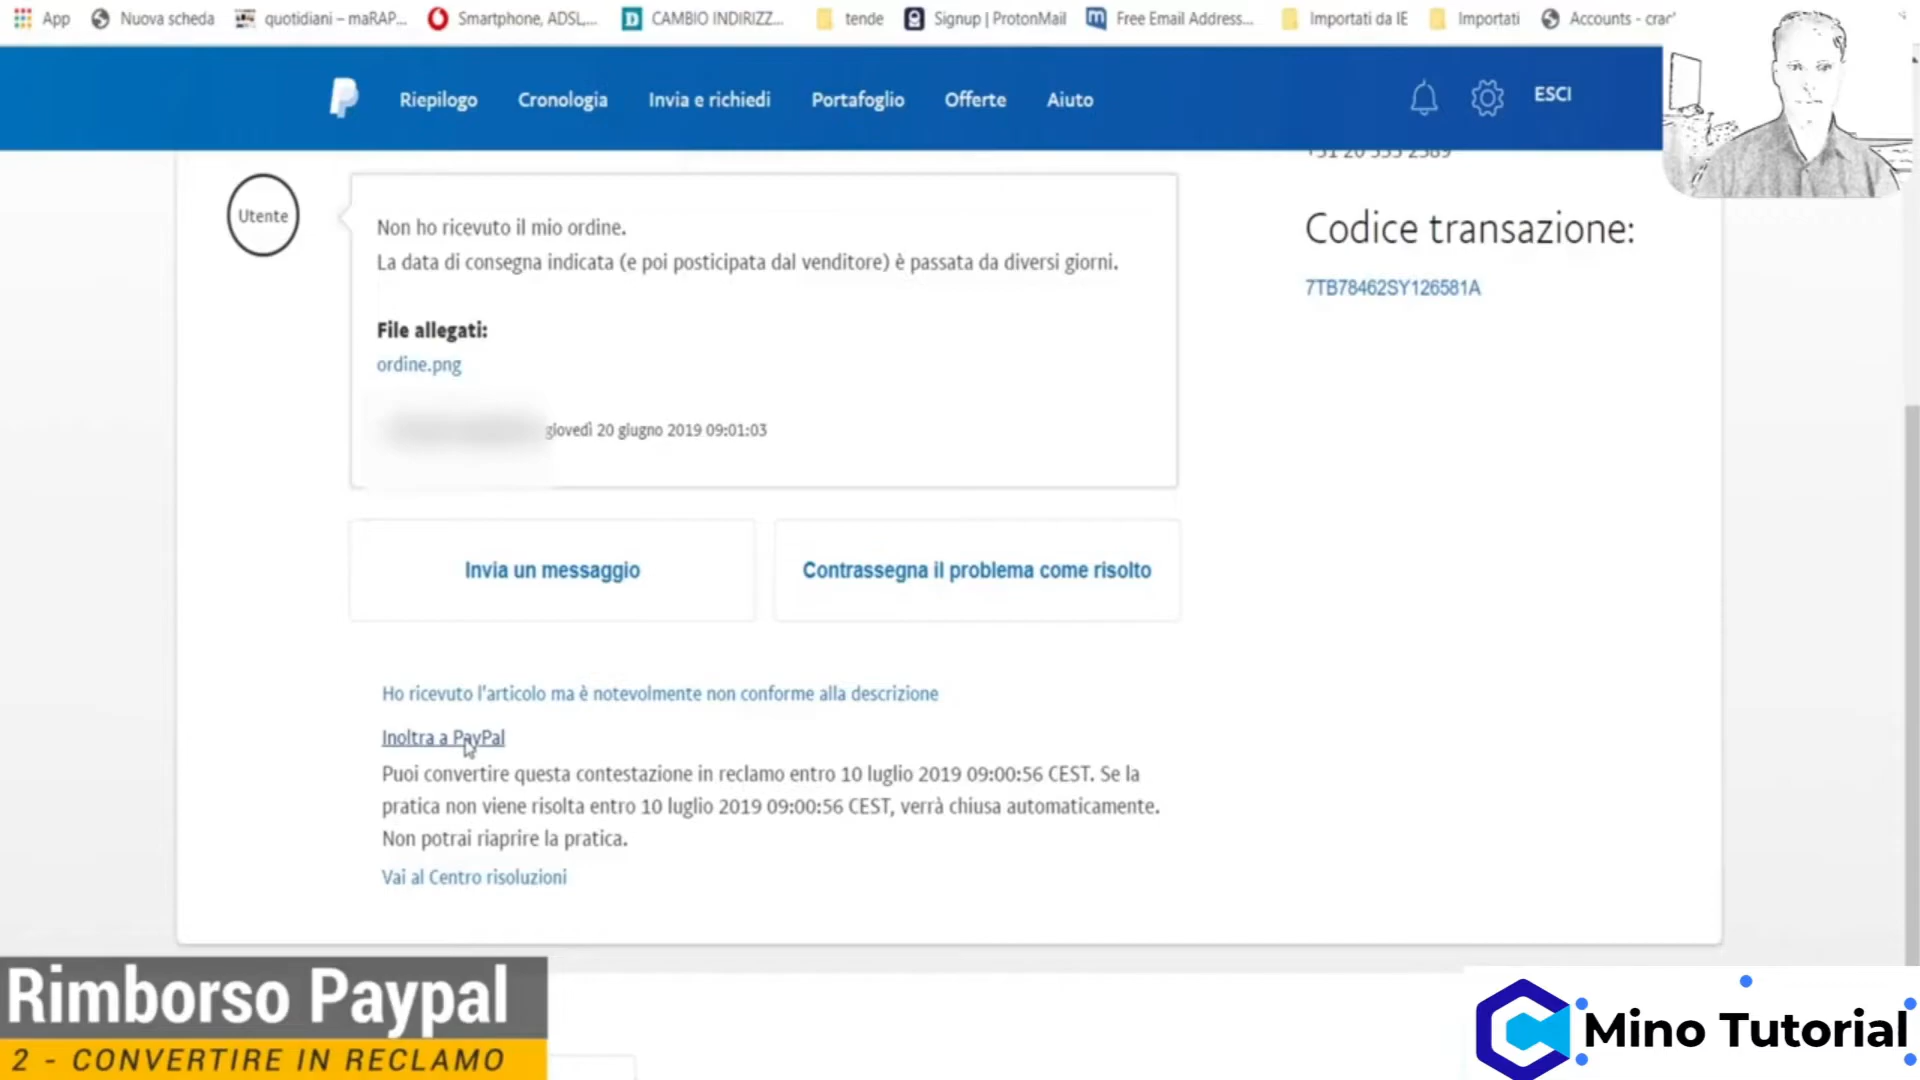 App
Nuova scheda
quotidiani – maRAP...
Smartphone, ADSL,...
CAMBIO INDIRIZZ...
tende
Signup | ProtonMail
Free Email Address...
Importati da IE
Importati
Accounts - crac
Riepilogo
Cronologia
Invia e richiedi
Portafoglio
Offerte
Aiuto
ESCI
Utente
Non ho ricevuto il mio ordine.
La data di consegna indicata (e poi posticipata dal venditore) è passata da diversi giorni.
File allegati:
ordine.png
giovedì 20 giugno 2019 09:01:03
Codice transazione:
7TB78462SY126581A
Invia un messaggio
Contrassegna il problema come risolto
Ho ricevuto l'articolo ma è notevolmente non conforme alla descrizione
Inoltra a PayPal
Puoi convertire questa contestazione in reclamo entro 10 luglio 2019 09:00:56 CEST. Se la
pratica non viene risolta entro 10 luglio 2019 09:00:56 CEST, verrà chiusa automaticamente.
Non potrai riaprire la pratica.
Vai al Centro risoluzioni
Rimborso Paypal
2 - CONVERTIRE IN RECLAMO
Mino Tutorial